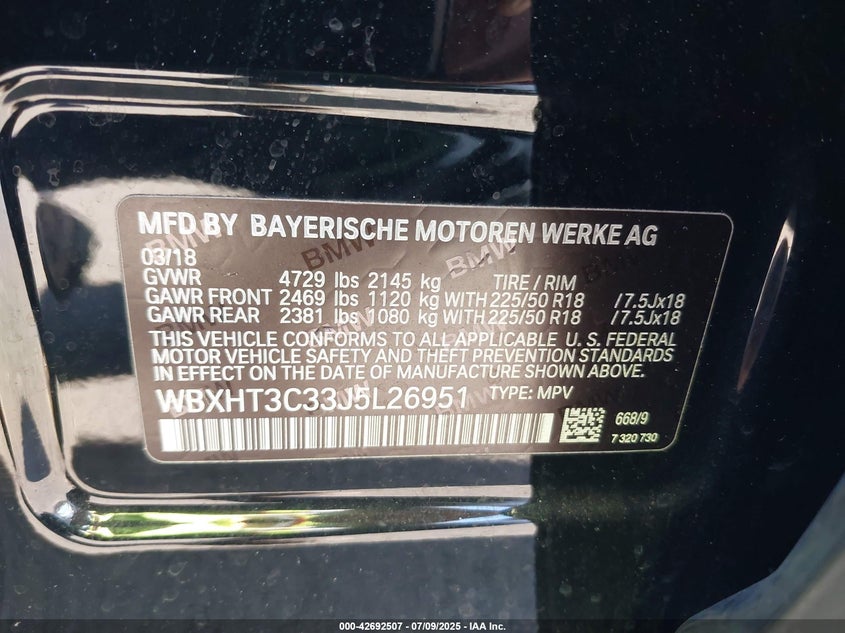 MFD BY BAYERISCHE MOTOREN WERKE AG
03/18
GVWR 4729 lbs 2145 kg TIRE / RIM
GAWR FRONT 2469 lbs 1120 kg WITH 225/50 R18 /7.5Jx18
GAWR REAR 2381 lbs 1080 kg WITH 225/50 R18 /7.5Jx18
THIS VEHICLE CONFORMS TO ALL APPLICABLE U. S. FEDERAL
MOTOR VEHICLE SAFETY AND THEFT PREVENTION STANDARDS
IN EFFECT ON THE DATE OF MANUFACTURE SHOWN ABOVE.
WBXHT3C33J5L26951 TYPE: MPV
668/9
7 320 730
000-42692507 / 07/09/2025 - IAA Inc.